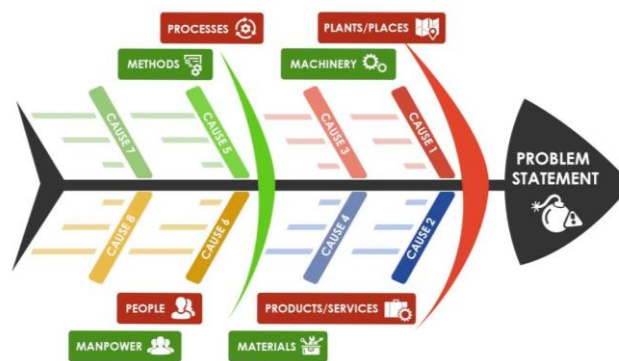 PROCESSES
PLANTS/PLACES
METHODS
MACHINERY
CAUSE 7
CAUSE 5
CAUSE 3
CAUSE 1
PROBLEM
STATEMENT
CAUSE 8
CAUSE 6
CAUSE 4
CAUSE 2
PEOPLE
PRODUCTS/SERVICES
MANPOWER
MATERIALS